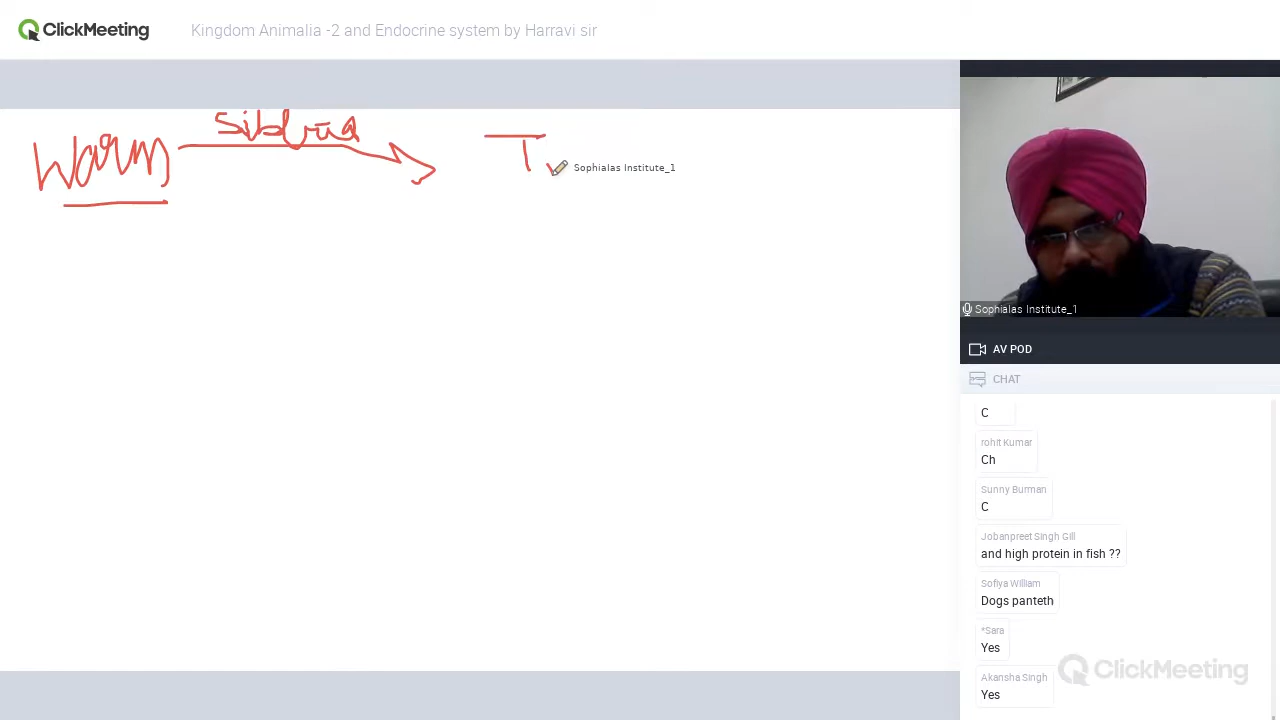 ClickMeeting
Kingdom Animalia -2 and Endocrine system by Harravi sir
Warm
T
Sophialas Institute_1
Sophialas Institute_1
AV POD
CHAT
C
rohit Kumar
Ch
Sunny Burman
C
Jobanpreet Singh Gill
and high protein in fish ??
Sofiya William
Dogs panteth
*Sara
Yes
Akansha Singh
Yes
ClickMeeting